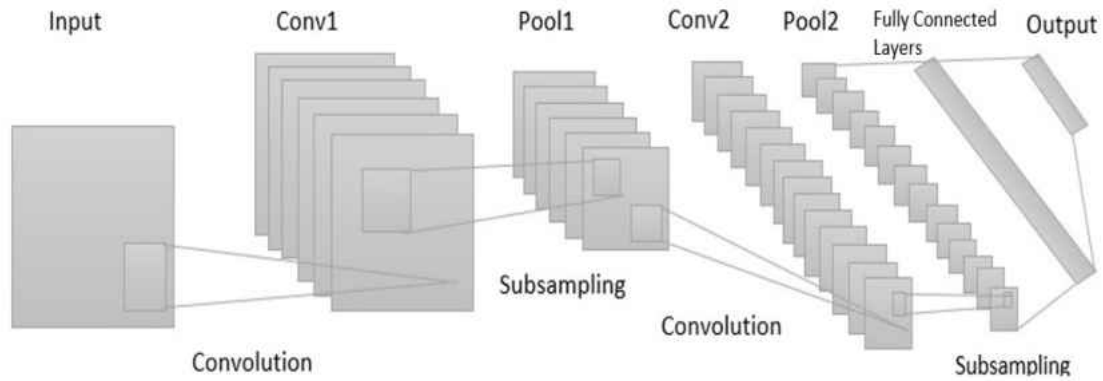 Input
Conv1
Pool1
Conv2
Pool2
Fully Connected
Layers
Output
Subsampling
Convolution
Convolution
Subsampling